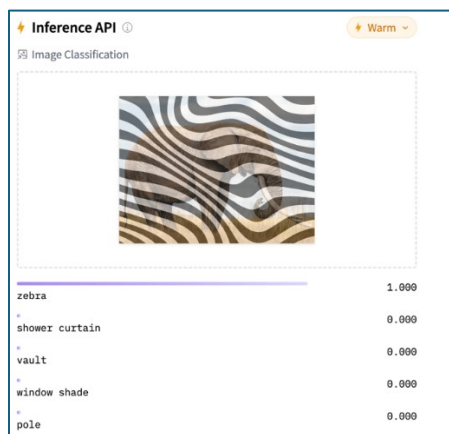 Inference API
Warm
Image Classification
1.000
zebra
0.000
shower curtain
0.000
vault
0.000
window shade
0.000
pole